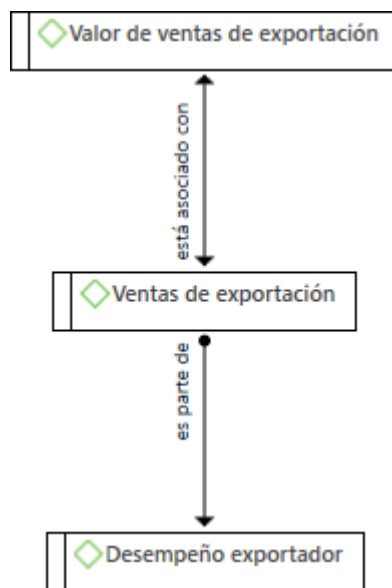 Valor de ventas de exportación
está asociado con
Ventas de exportación
es parte de
Desempeño exportador